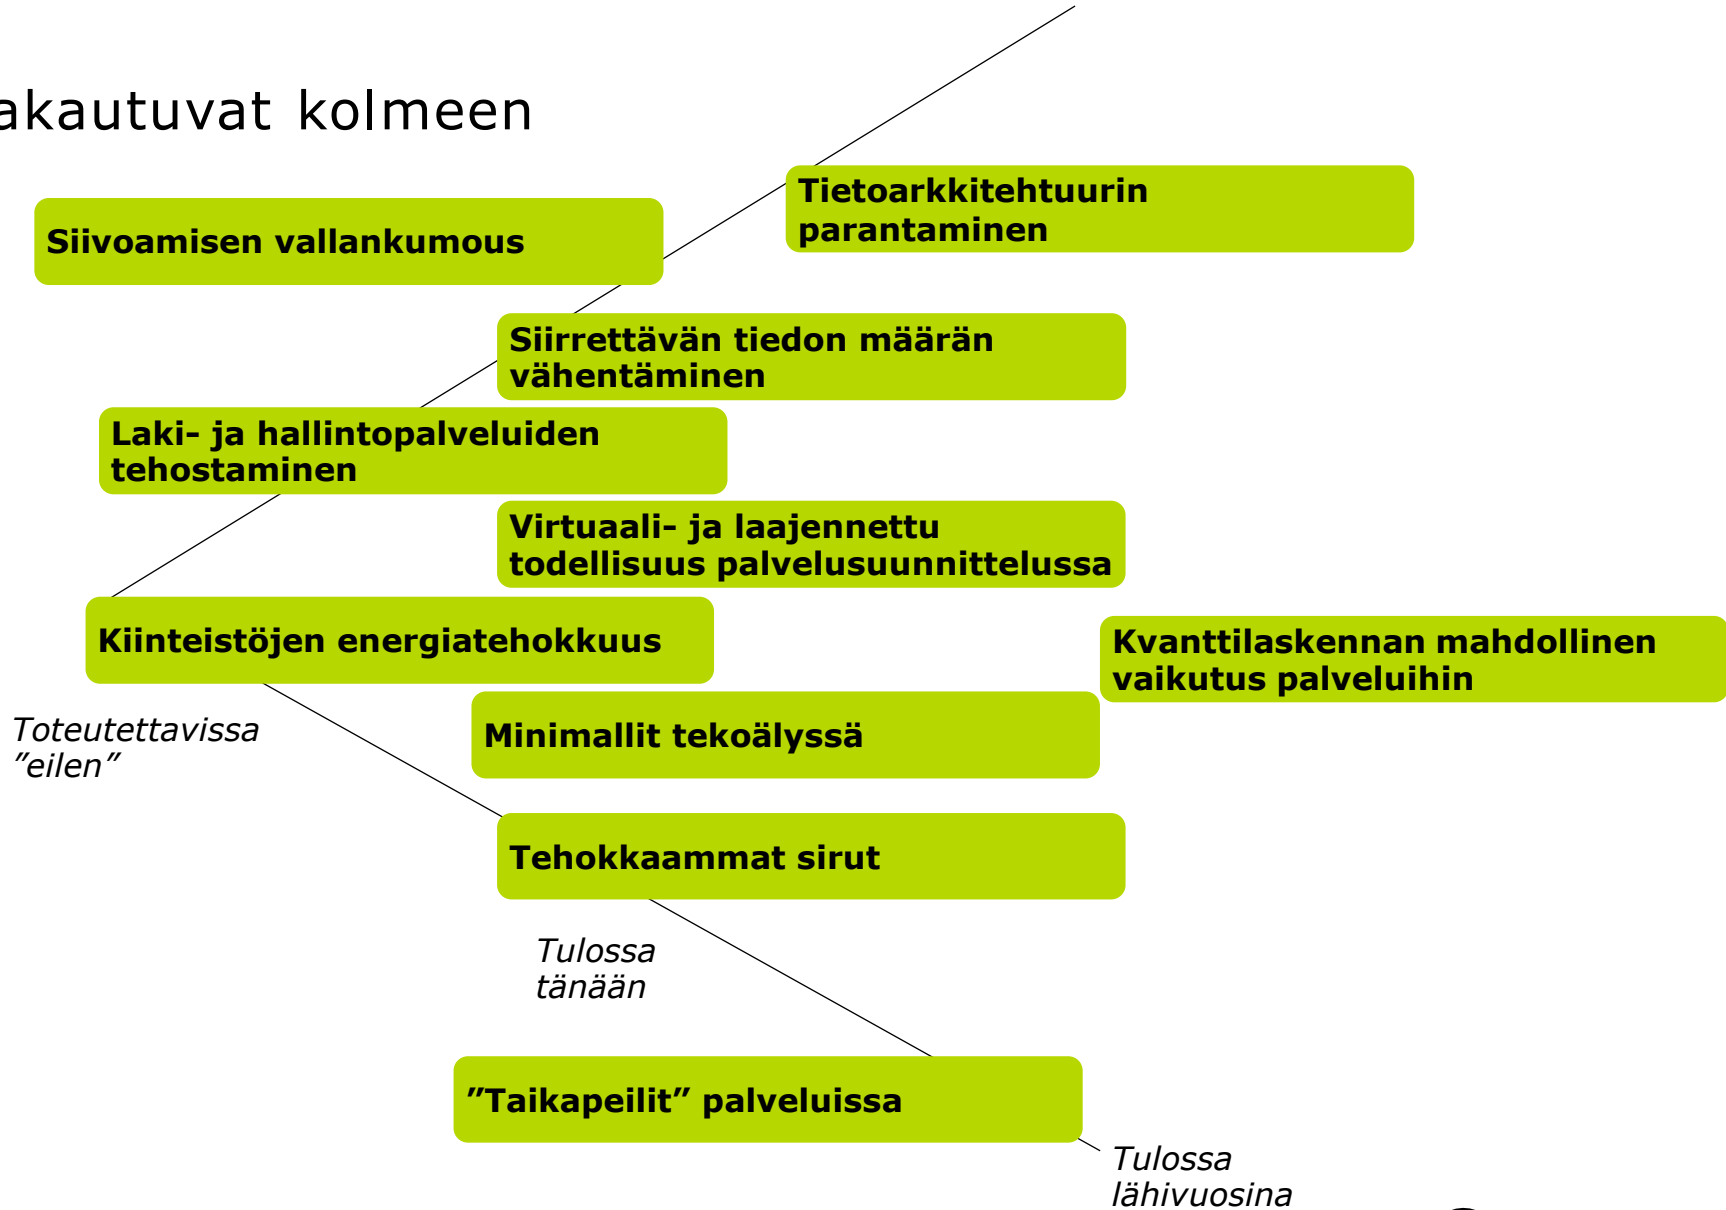 akautuvat kolmeen
Tietoarkkitehtuurin
parantaminen
Siivoamisen vallankumous
Siirrettävän tiedon määrän
vähentäminen
Laki- ja hallintopalveluiden
tehostaminen
Virtuaali- ja laajennettu
todellisuus palvelusuunnittelussa
Kiinteistöjen energiatehokkuus
Kvanttilaskennan mahdollinen
vaikutus palveluihin
Toteutettavissa
”eilen”
Minimallit tekoälyssä
Tehokkaammat sirut
Tulossa
tänään
”Taikapeilit” palveluissa
Tulossa
lähivuosina